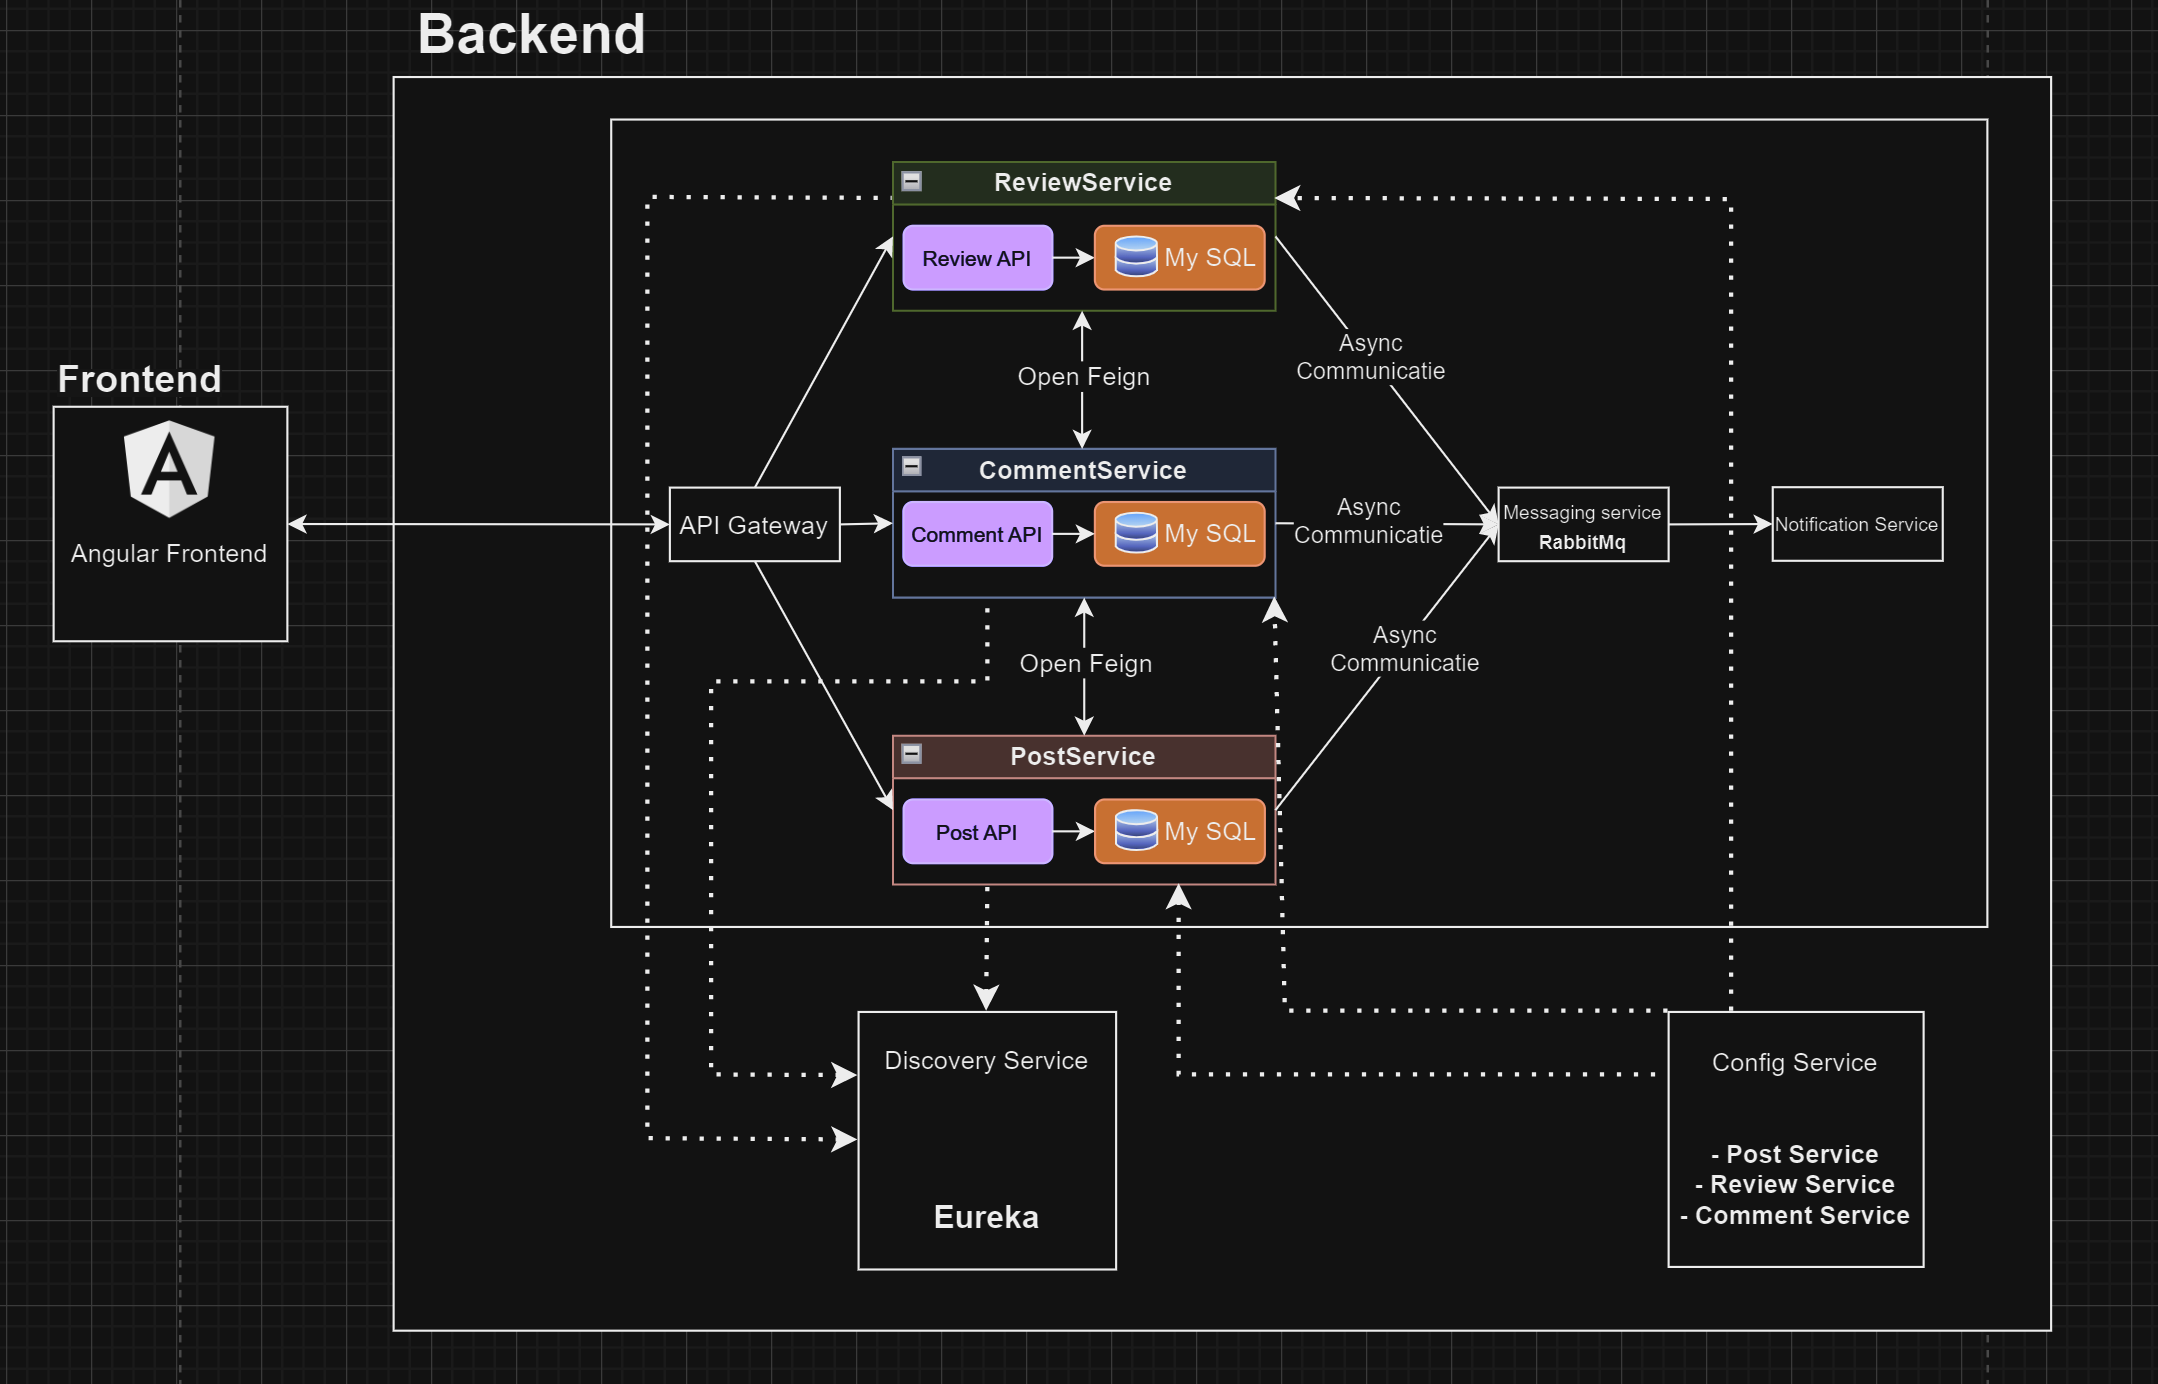 Backend
ReviewService
Review API
My SQL
Async
Communicatie
Open Feign
Frontend
A
Angular Frontend
API Gateway
CommentService
Comment API
My SQL
Async
Communicatie
Messaging service
RabbitMq
Notification Service
Open Feign
Async
Communicatie
PostService
Post API
My SQL
Discovery Service
Eureka
Config Service
- Post Service
- Review Service
- Comment Service